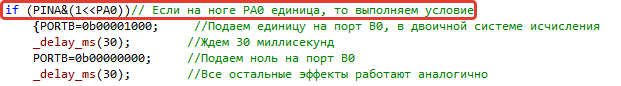 if (PINA&(1<<PA0))// Если на ноге PA0 единица, то выполняем условие
{PORTB=0b00001000; //Подаем единицу на порт B0, в двоичной системе исчисления
_delay_ms(30); //Ждем 30 миллисекунд
PORTB=0b00000000; //Подаем ноль на порт B0
_delay_ms(30); //Все остальные эффекты работают аналогично